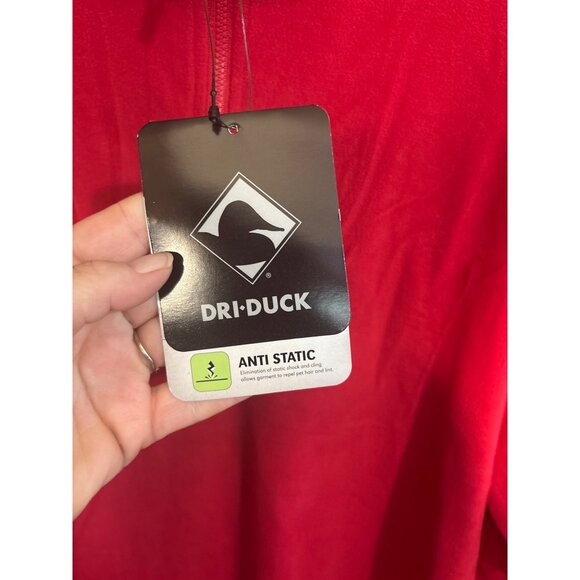 ®
DRI•DUCK
ANTI STATIC
Elimination of static shock and cling
allows garment to repel pet hair and lint.